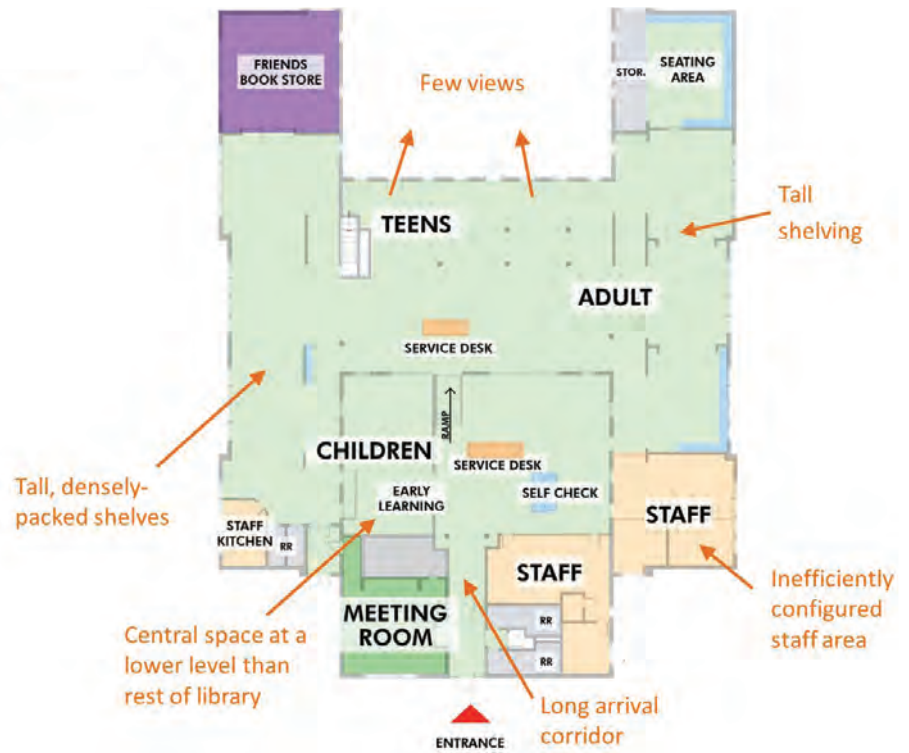 FRIENDS
BOOK STORE
STOR.
SEATING
AREA
Few views
TEENS
Tall
shelving
ADULT
SERVICE DESK
RAMP
CHILDREN
SERVICE DESK
EARLY
LEARNING
SELF CHECK
Tall, densely-
packed shelves
STAFF
KITCHEN
RR
STAFF
STAFF
MEETING
ROOM
RR
RR
Inefficiently
configured
staff area
Central space at a
lower level than
rest of library
Long arrival
corridor
ENTRANCE